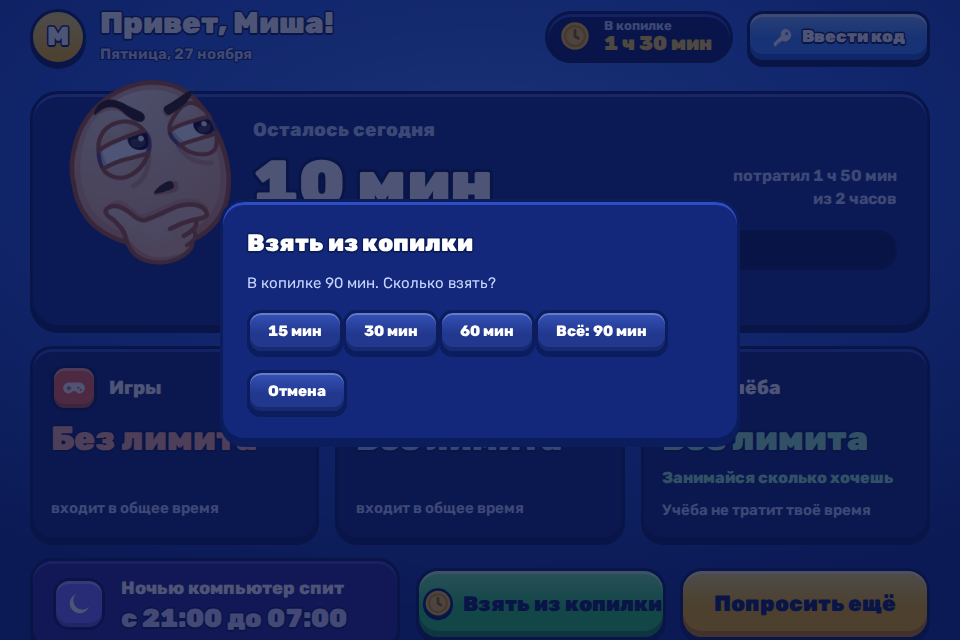 М
Привет, Миша!
Пятница, 27 ноября
В копилке
1 ч 30 мин
Ввести код
Осталось сегодня
10 мин
потратил 1 ч 50 мин
из 2 часов
Взять из копилки
В копилке 90 мин. Сколько взять?
15 мин
30 мин
60 мин
Всё: 90 мин
Отмена
Игры
Без лимита
входит в общее время
входит в общее время
лимита
Занимайся сколько хочешь
Учёба не тратит твоё время
Ночью компьютер спит
с 21:00 до 07:00
Взять из копилки
Попросить ещё